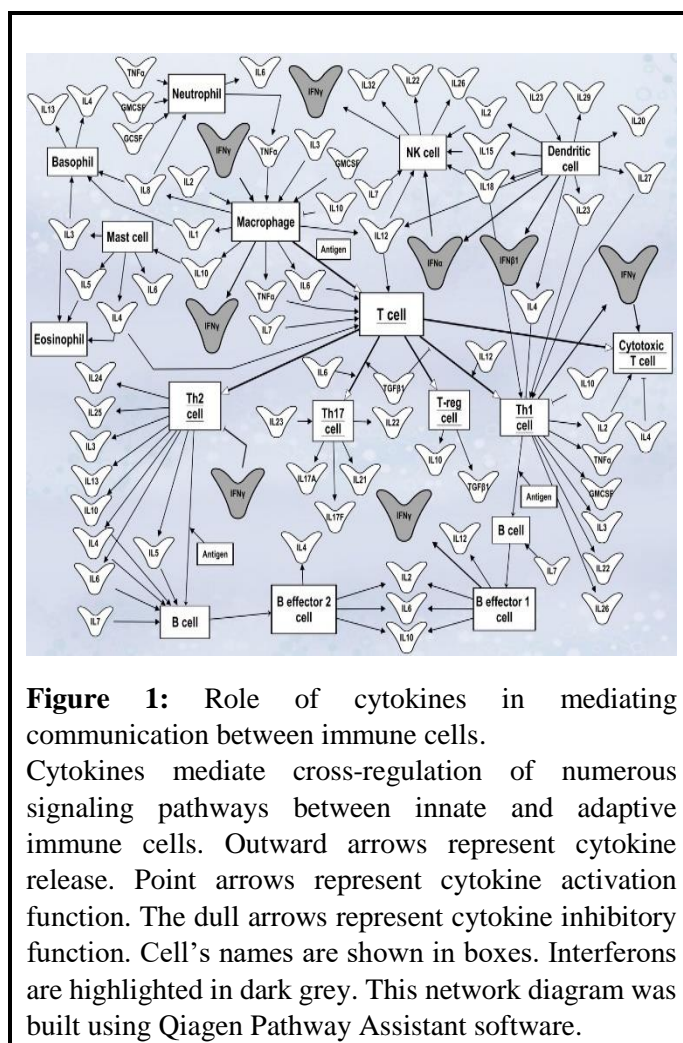 TNFα
IL6
IFNγ
IL32
IL22
IL26
IL13
IL4
GMCSF
Neutrophil
IL23
IL29
IL2
IL20
GCSF
IFNγ
TNFα
IL3
NK cell
Dendritic
cell
Basophil
GMCSF
IL15
IL8
IL2
IL7
IL18
IL27
IL10
Macrophage
IL23
IL3
Mast cell
IL1
IL12
Antigen
IFNα
IFNβ1
IFNγ
IL10
IL5
IL6
TNFα
IL6
IL4
IFNγ
IL7
T cell
IL4
Eosinophil
Cytotoxic
T cell
IL24
IL12
Th2
cell
IL6
TGFβ1
IL10
IL25
IL23
Th17
cell
IL22
T-reg
cell
Th1
cell
IL2
IL4
IL3
IL10
TNFα
IL13
IFNγ
IL17A
IL21
TGFβ1
GMCSF
IL10
IL17F
IFNγ
Antigen
IL3
IL4
IL5
Antigen
IL4
IL12
B cell
IL22
IL6
IL7
IL26
IL7
B cell
B effector 2
cell
IL2
IL6
IL10
B effector 1
cell
Figure 1: Role of cytokines in mediating
communication between immune cells.
Cytokines mediate cross-regulation of numerous
signaling pathways between innate and adaptive
immune cells. Outward arrows represent cytokine
release. Point arrows represent cytokine activation
function. The dull arrows represent cytokine inhibitory
function. Cell's names are shown in boxes. Interferons
are highlighted in dark grey. This network diagram was
built using Qiagen Pathway Assistant software.